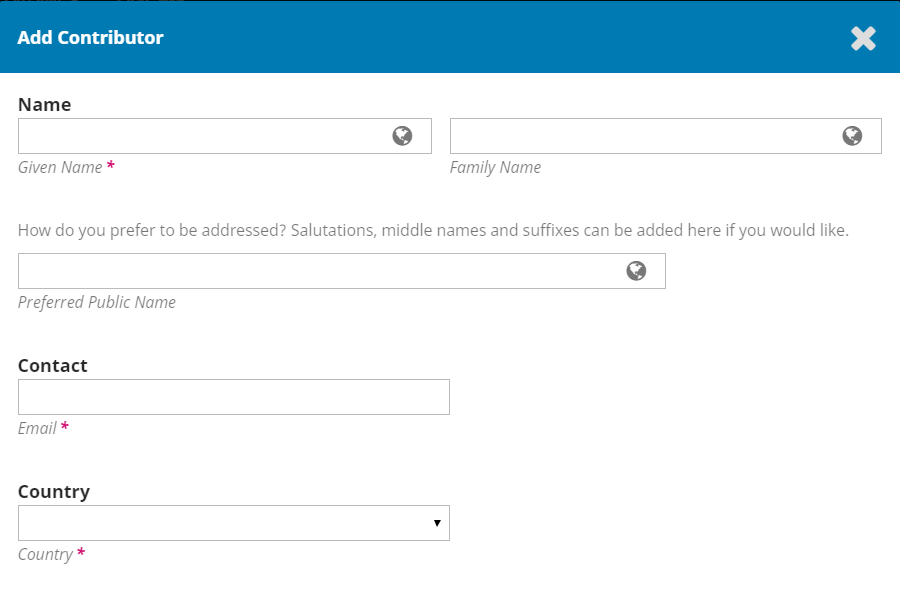 Add Contributor
Name
Given Name *
Family Name
How do you prefer to be addressed? Salutations, middle names and suffixes can be added here if you would like.
Preferred Public Name
Contact
Email *
Country
Country *